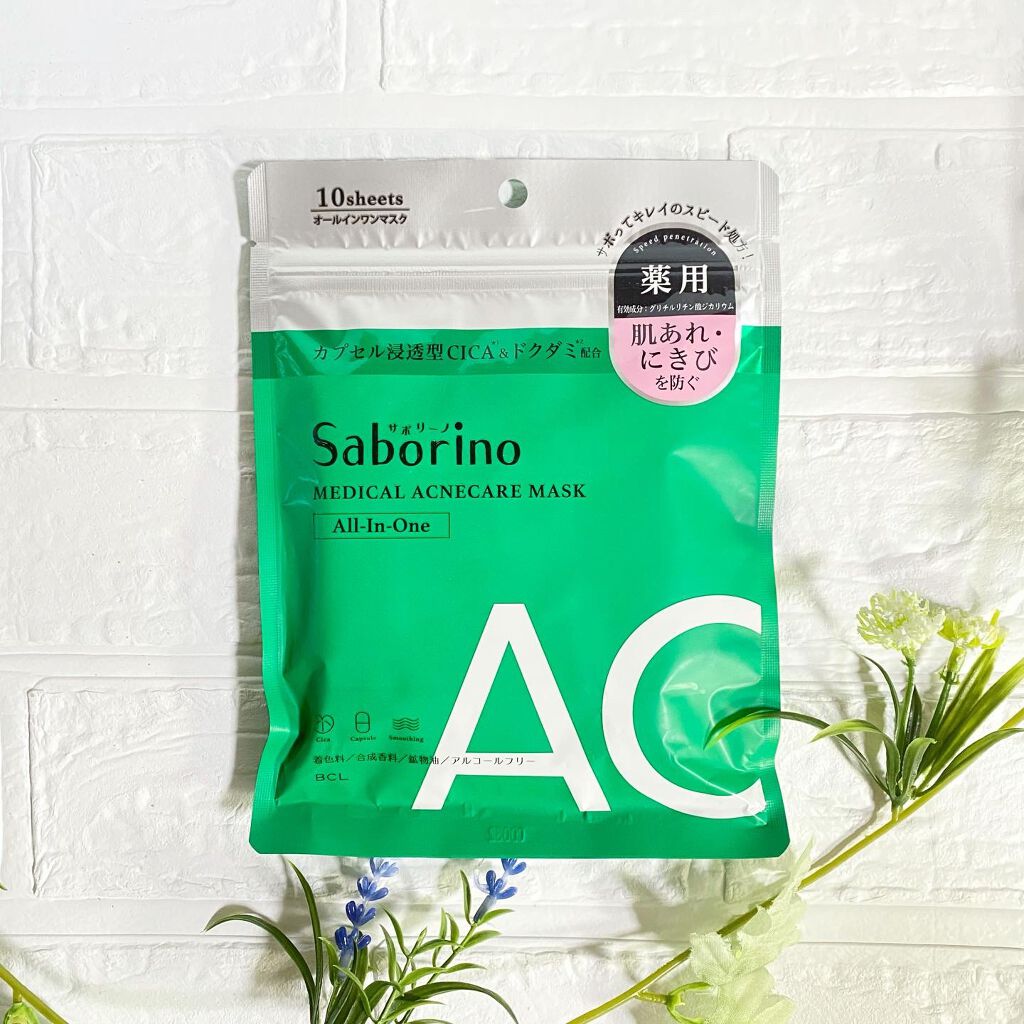 10sheets
オールインワンマスク
サボってキレイのスピード処方!
Speed penetration
薬用
有効成分:グリチルリチン酸ジカリウム
肌あれ・
にきび
を防ぐ
カプセル浸透型CICA*1&ドクダミ*2配合
サボリーノ
Saborino
MEDICAL ACNECARE MASK
All-In-One
AC
Cica Capsule Smoothing
着色料/合成香料/鉱物油/アルコールフリー
BCL